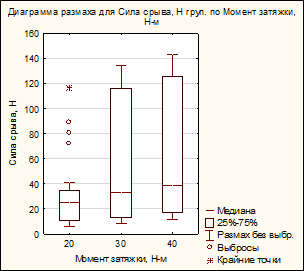 Диаграмма размаха для Сила срыва, Н груп. по Момент затяжки,
Н-м
160
140
120
100
80
60
40
20
0
Сила срыва, Н
20 30 40
Момент затяжки, Н-м
Медиана
25%-75%
Размах без выбр.
Выбросы
Крайние точки